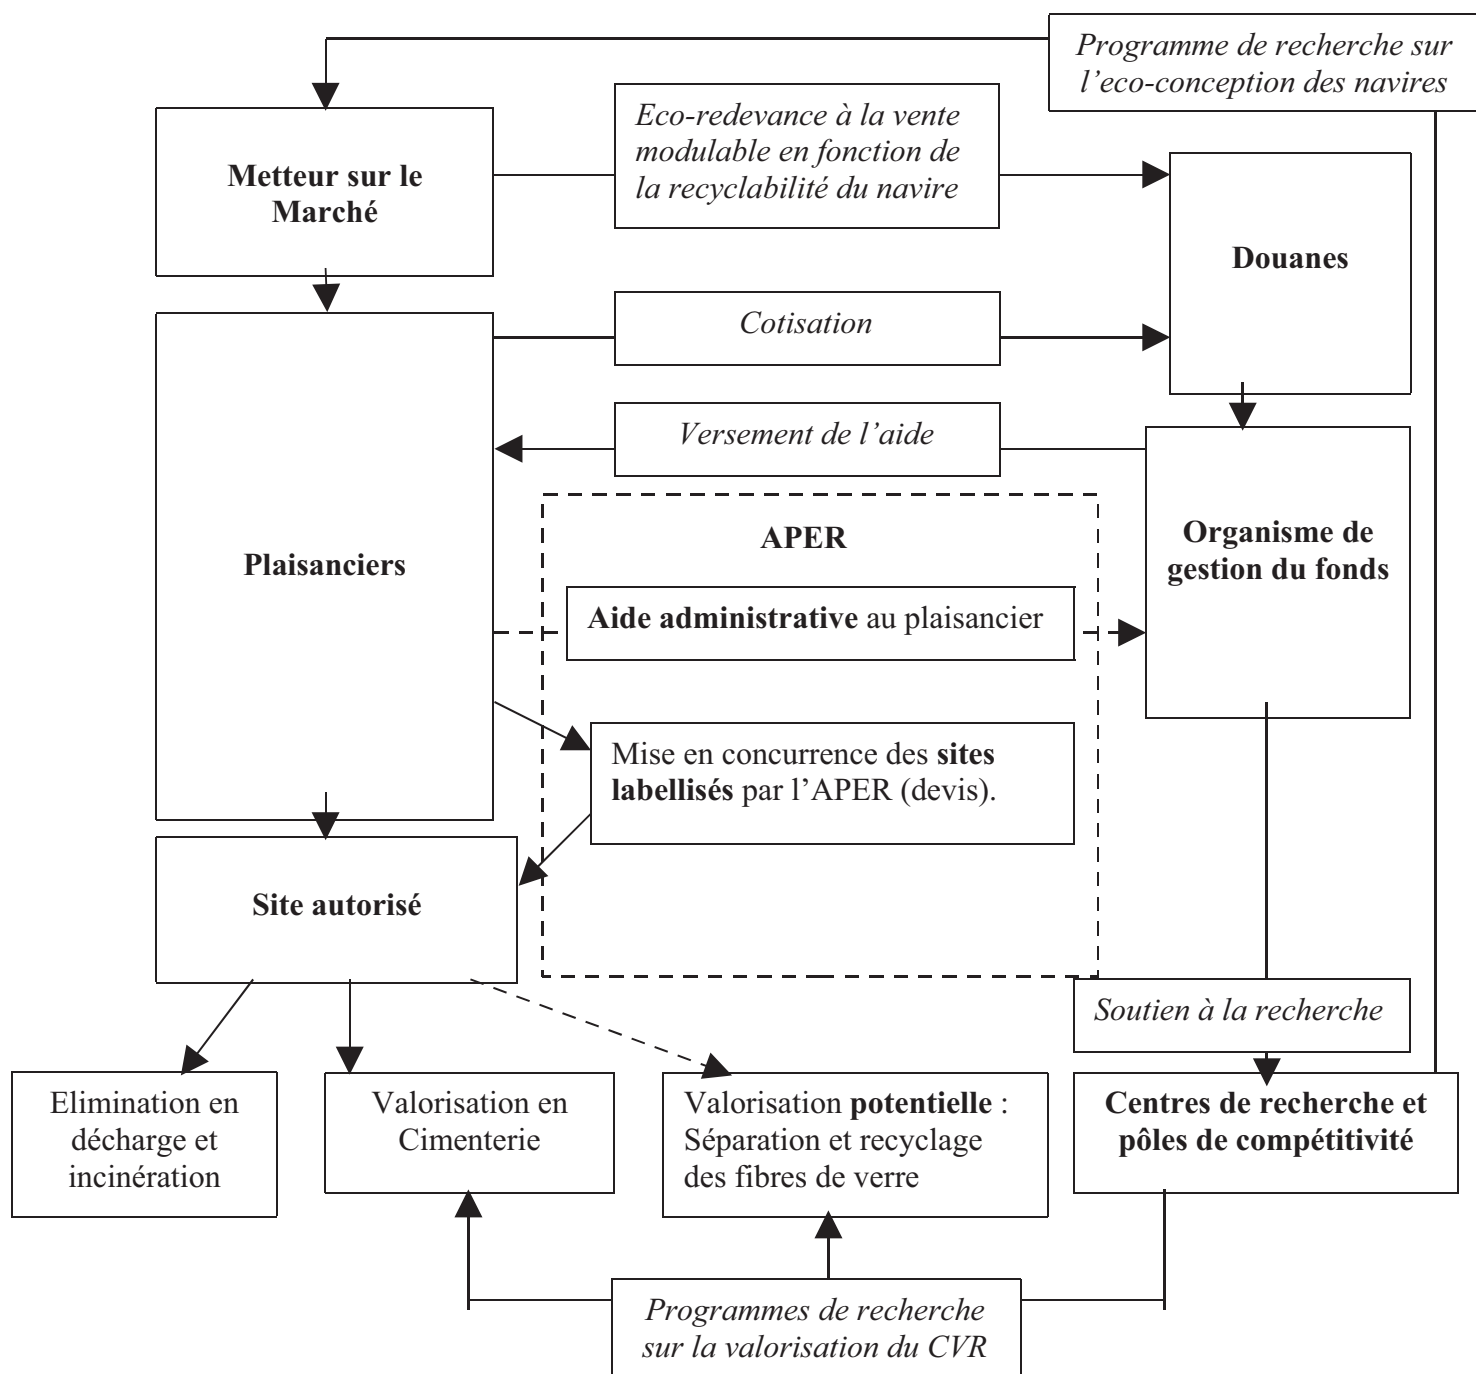 Programme de recherche sur
l’eco-conception des navires
Eco-redevance à la vente
modulable en fonction de
la recyclabilité du navire
Metteur sur le
Marché
Douanes
Cotisation
Versement de l’aide
APER
Organisme de
gestion du fonds
Plaisanciers
Aide administrative au plaisancier
Mise en concurrence des sites
labellisés par l’APER (devis).
Site autorisé
Soutien à la recherche
Elimination en
décharge et
incinération
Valorisation en
Cimenterie
Valorisation potentielle :
Séparation et recyclage
des fibres de verre
Centres de recherche et
pôles de compétitivité
Programmes de recherche
sur la valorisation du CVR